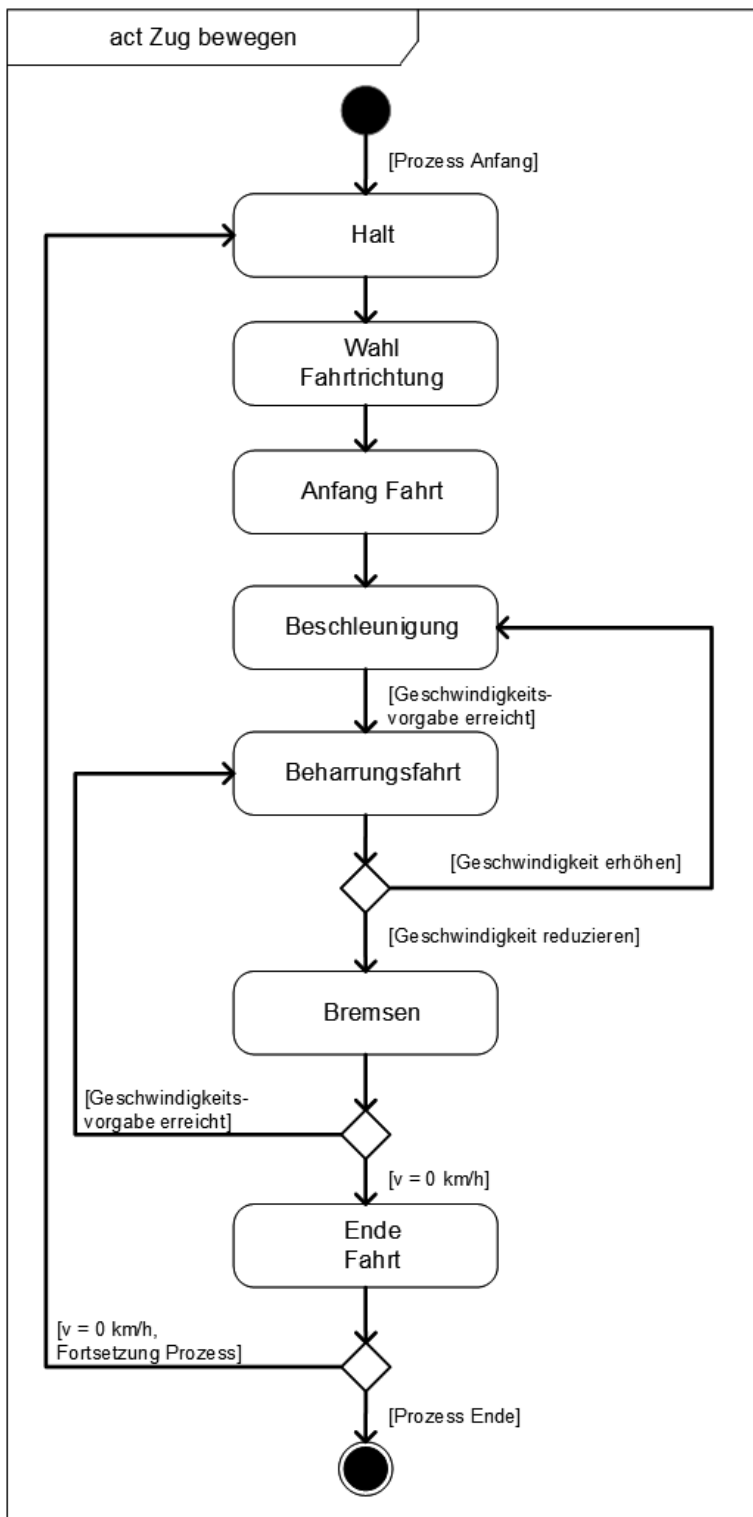 act Zug bewegen
[Prozess Anfang]
Halt
Wahl
Fahrtrichtung
Anfang Fahrt
Beschleunigung
[Geschwindigkeits-
vorgabe erreicht]
Beharrungsfahrt
[Geschwindigkeit erhöhen]
[Geschwindigkeit reduzieren]
Bremsen
[Geschwindigkeits-
vorgabe erreicht]
[v = 0 km/h]
Ende
Fahrt
[v = 0 km/h,
Fortsetzung Prozess]
[Prozess Ende]